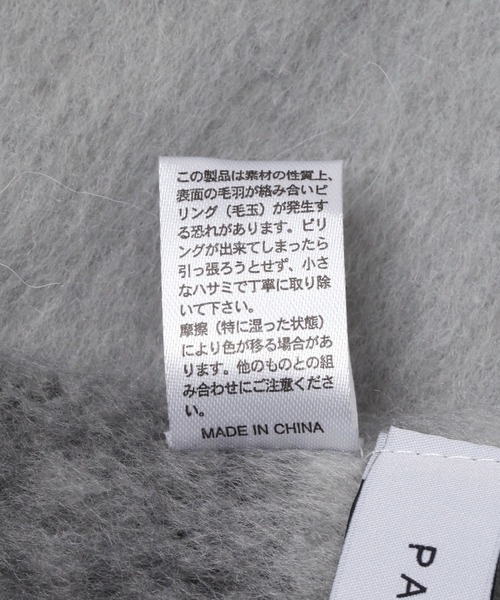 この製品は素材の性質上、
表面の毛羽が絡み合いピ
リング（毛玉）が発生す
る恐れがあります。ピリ
ングが出来てしまったら
引っ張ろうとせず、小さ
なハサミで丁寧に取り除
いて下さい。
摩擦（特に湿った状態）
により色が移る場合があ
ります。他のものとの組
み合わせにご注意くださ
い。
MADE IN CHINA
PA